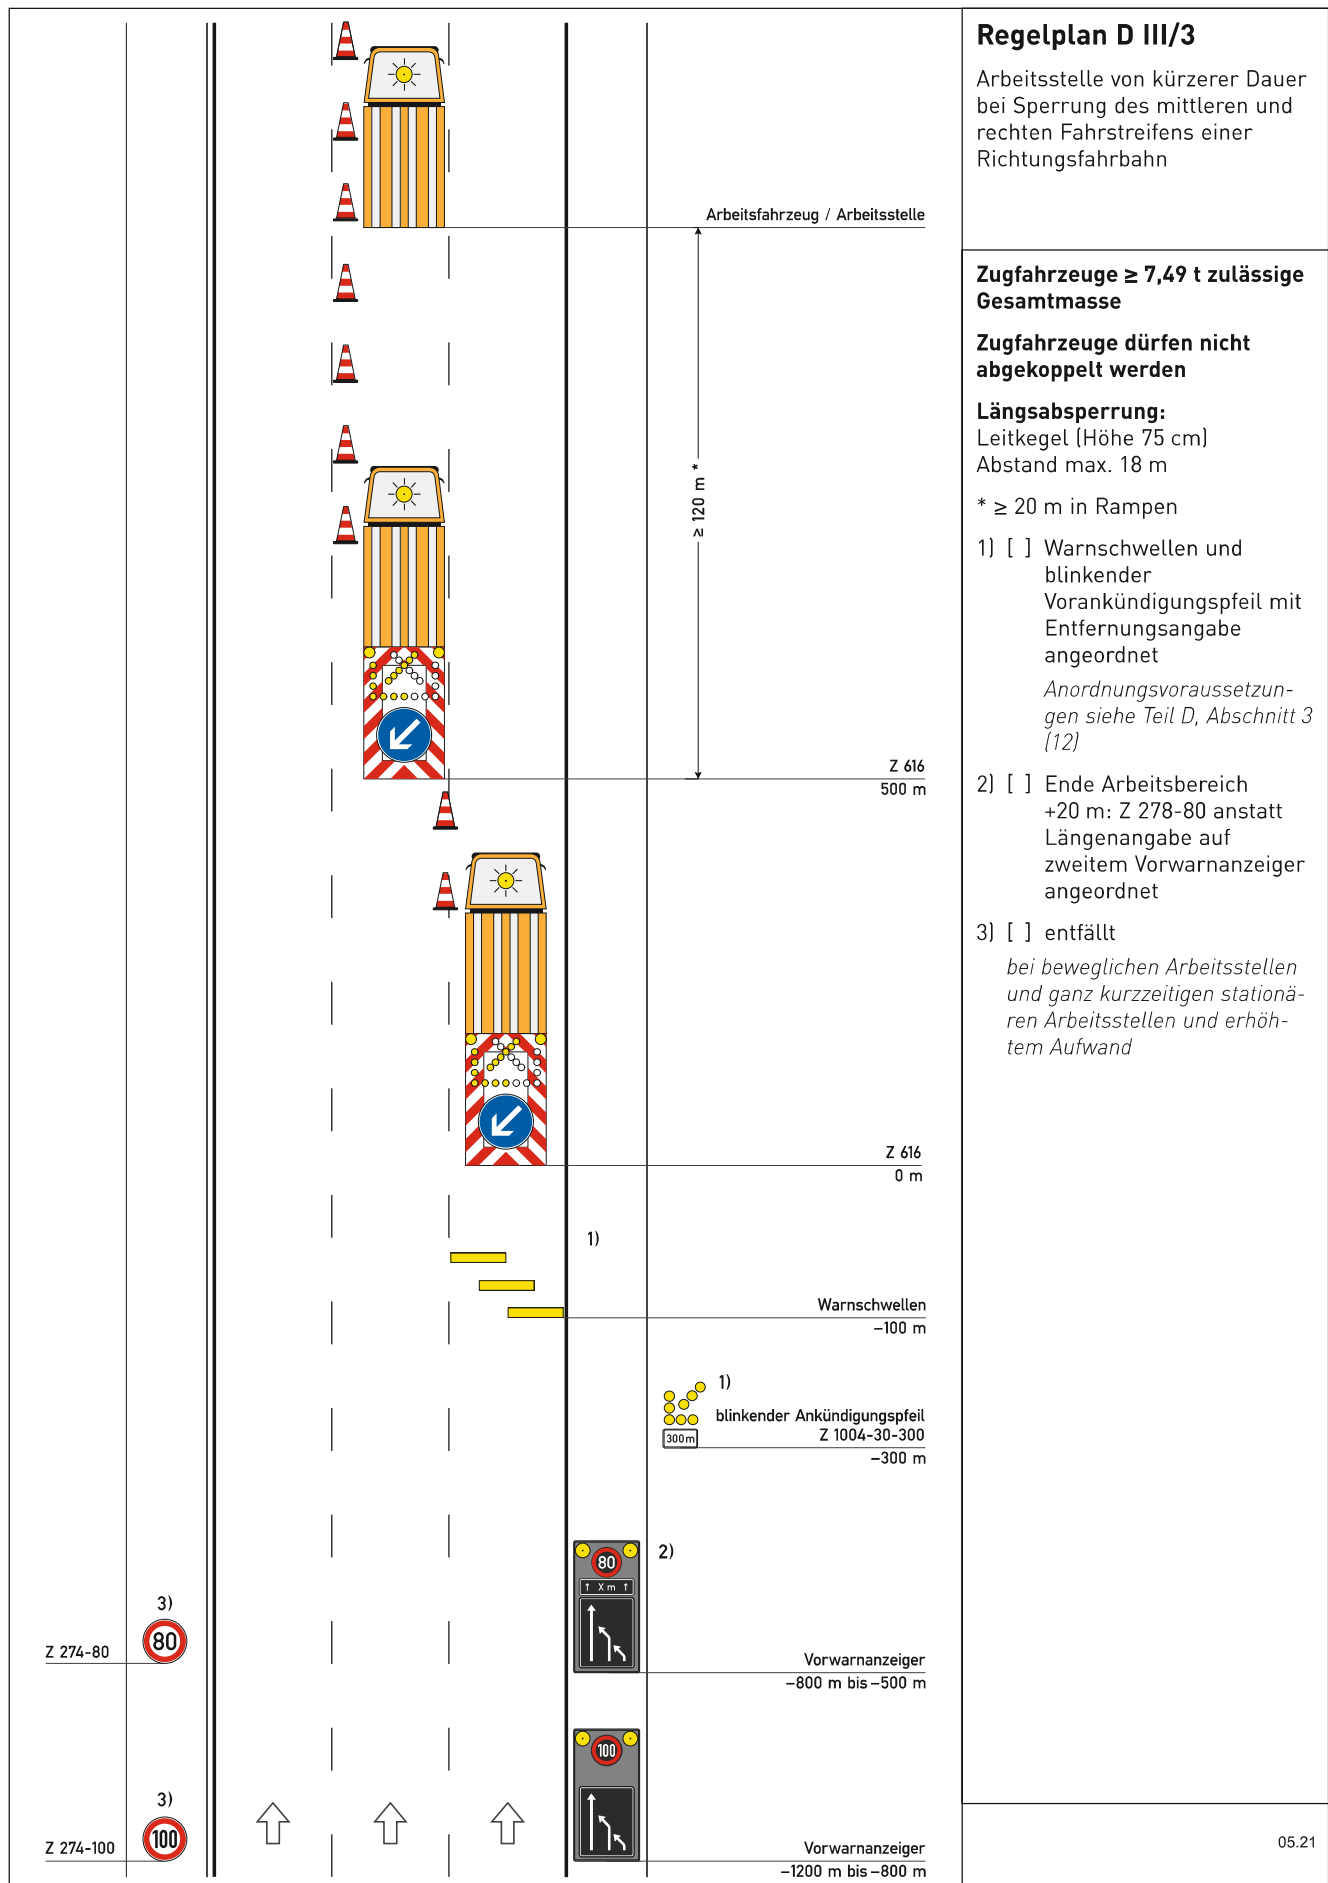 Regelplan D III/3
Arbeitsstelle von kürzerer Dauer
bei Sperrung des mittleren und
rechten Fahrstreifens einer
Richtungsfahrbahn
Zugfahrzeuge ≥ 7,49 t zulässige
Gesamtmasse
Zugfahrzeuge dürfen nicht
abgekoppelt werden
Längsabsperrung:
Leitkegel (Höhe 75 cm)
Abstand max. 18 m
* ≥ 20 m in Rampen
1) [ ] Warnschwellen und
blinkender
Vorankündigungspfeil mit
Entfernungsangabe
angeordnet
Anordnungsvoraussetzun-
gen siehe Teil D, Abschnitt 3
(12)
2) [ ] Ende Arbeitsbereich
+20 m: Z 278-80 anstatt
Längenangabe auf
zweitem Vorwarnanzeiger
angeordnet
3) [ ] entfällt
bei beweglichen Arbeitsstellen
und ganz kurzzeitigen stationä-
ren Arbeitsstellen und erhöh-
tem Aufwand
05.21
Arbeitsfahrzeug / Arbeitsstelle
≥ 120 m *
Z 616
500 m
Z 616
0 m
1)
Warnschwellen
–100 m
1)
blinkender Ankündigungspfeil
300 m
Z 1004-30-300
–300 m
80
2)
↑ X m ↑
3)
80
Z 274-80
Vorwarnanzeiger
–800 m bis –500 m
100
3)
100
Z 274-100
Vorwarnanzeiger
–1200 m bis –800 m